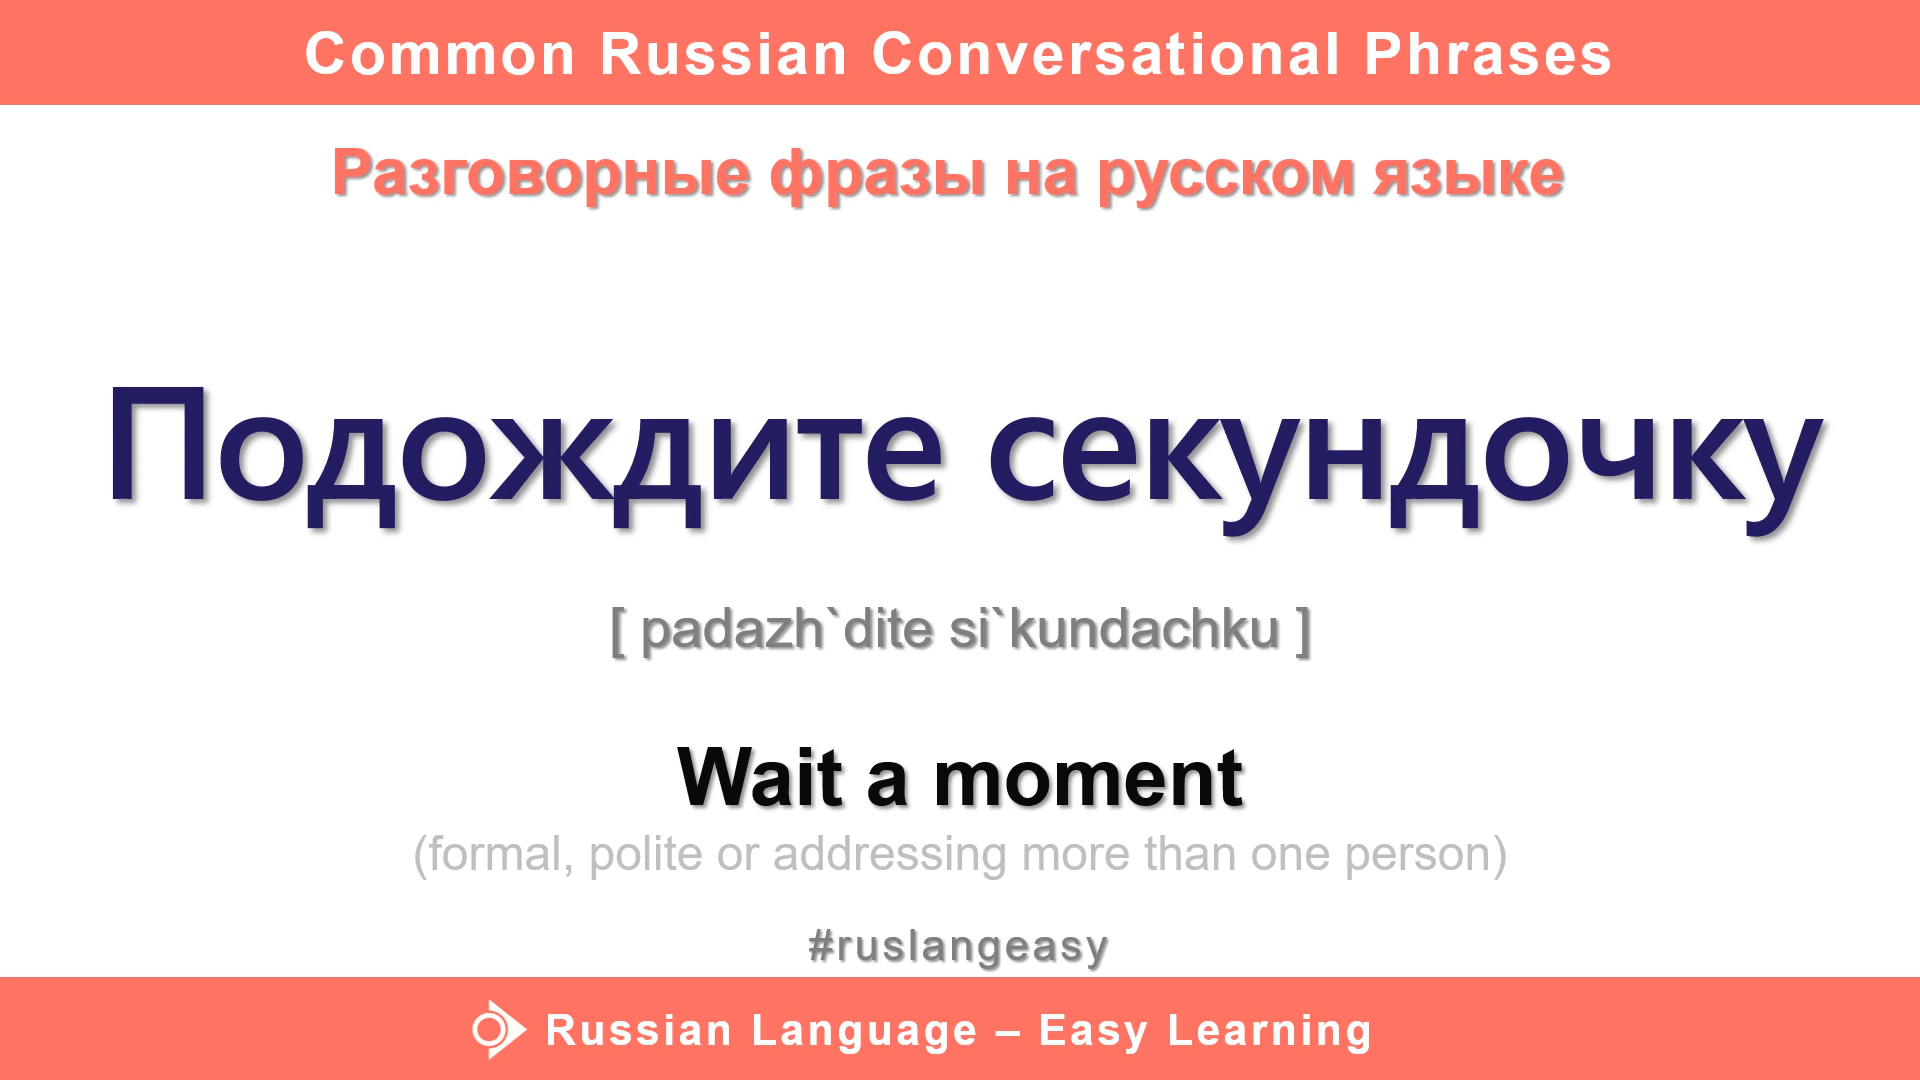 Common Russian Conversational Phrases
Разговорные фразы на русском языке
Подождите секундочку
[ padazh`dite si`kundachku ]
Wait a moment
(formal, polite or addressing more than one person)
#ruslangeasy
Russian Language – Easy Learning